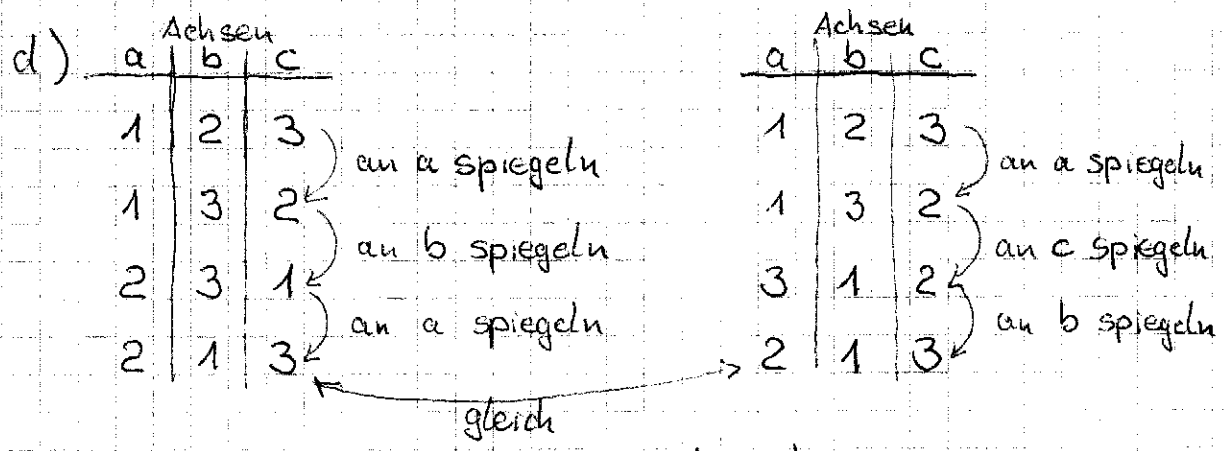 d) Achsen Achsen
a b c a b c
1 2 3 1 2 3
an a spiegeln an a spiegeln
1 3 2 1 3 2
an b spiegeln an c spiegeln
2 3 1 3 1 2
an a spiegeln an b spiegeln
2 1 3 2 1 3
gleich